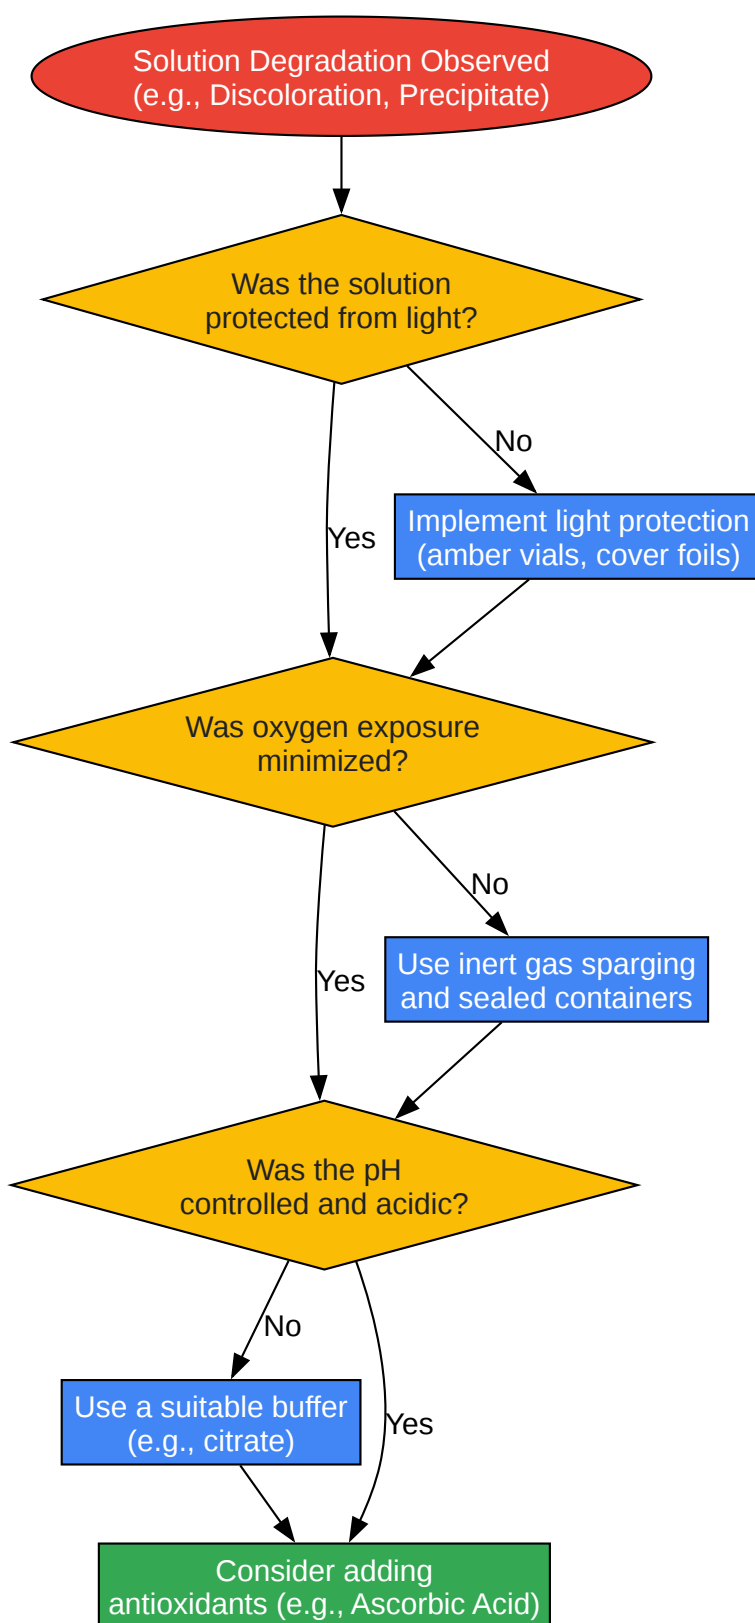 Solution Degradation Observed
(e.g., Discoloration, Precipitate)
Was the solution
protected from light?
No
Implement light protection
(amber vials, cover foils)
Yes
Was oxygen exposure
minimized?
No
Use inert gas sparging
and sealed containers
Yes
Was the pH
controlled and acidic?
No
Use a suitable buffer
(e.g., citrate)
Yes
Consider adding
antioxidants (e.g., Ascorbic Acid)